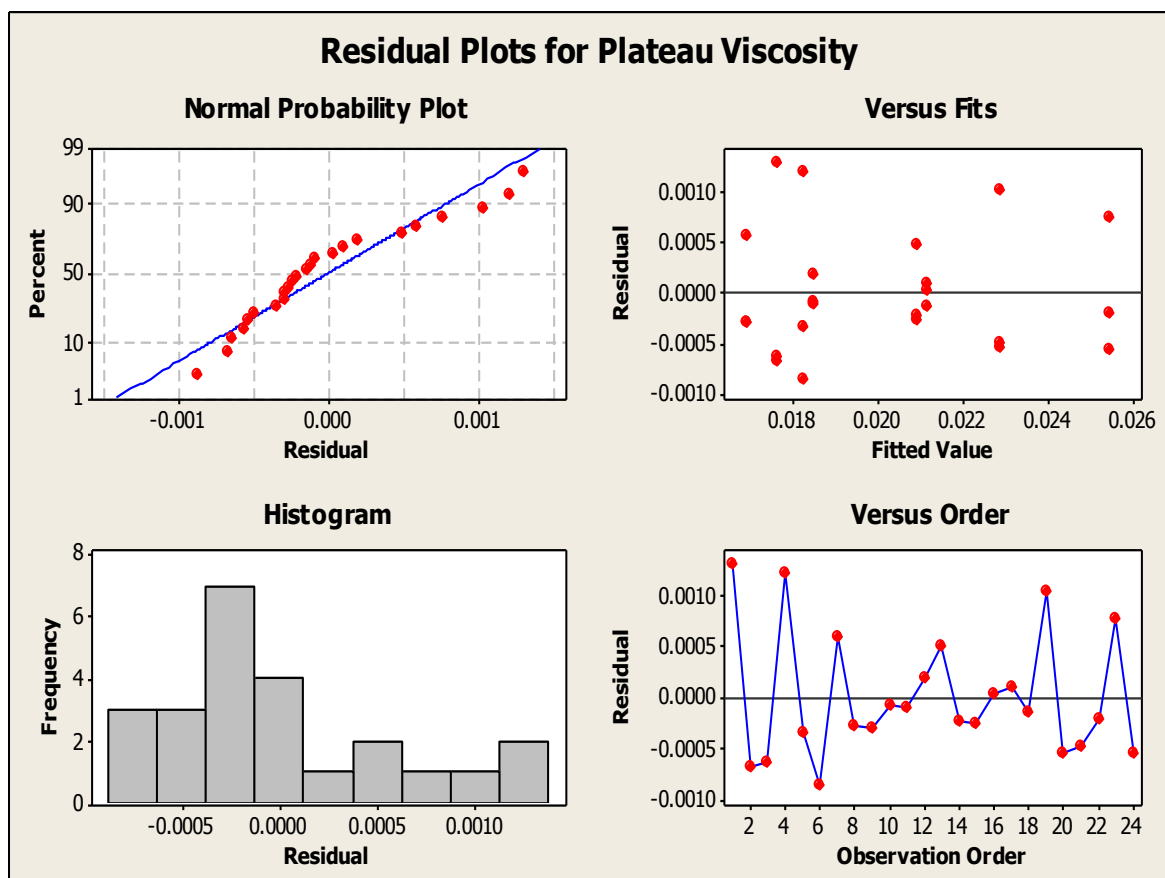 Residual Plots for Plateau Viscosity
Normal Probability Plot
99
90
50
10
1
Percent
-0.001 0.000 0.001
Residual
Versus Fits
0.0010
0.0005
0.0000
-0.0005
-0.0010
Residual
0.018 0.020 0.022 0.024 0.026
Fitted Value
Histogram
8
6
4
2
0
Frequency
-0.0005 0.0000 0.0005 0.0010
Residual
Versus Order
0.0010
0.0005
0.0000
-0.0005
-0.0010
Residual
2 4 6 8 10 12 14 16 18 20 22 24
Observation Order